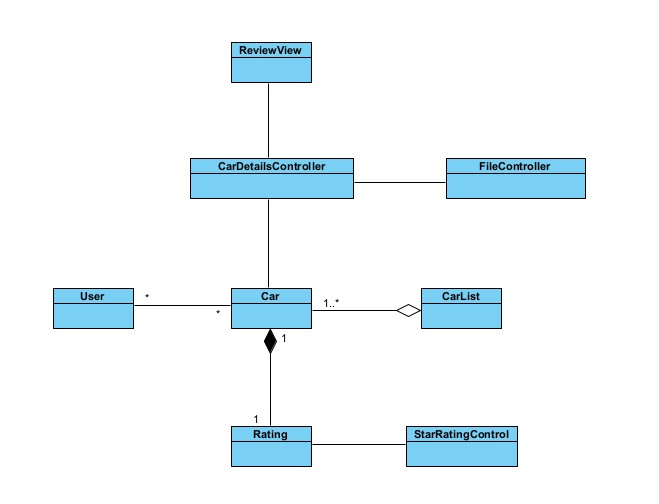 ReviewView
CarDetailsController
FileController
User
*
*
Car
1..*
CarList
1
1
Rating
StarRatingControl